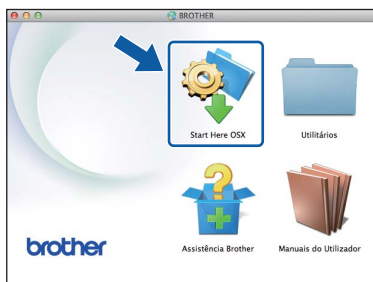 BROTHER
Start Here OSX
Utilitários
Assistência Brother
Manuais do Utilizador
brother